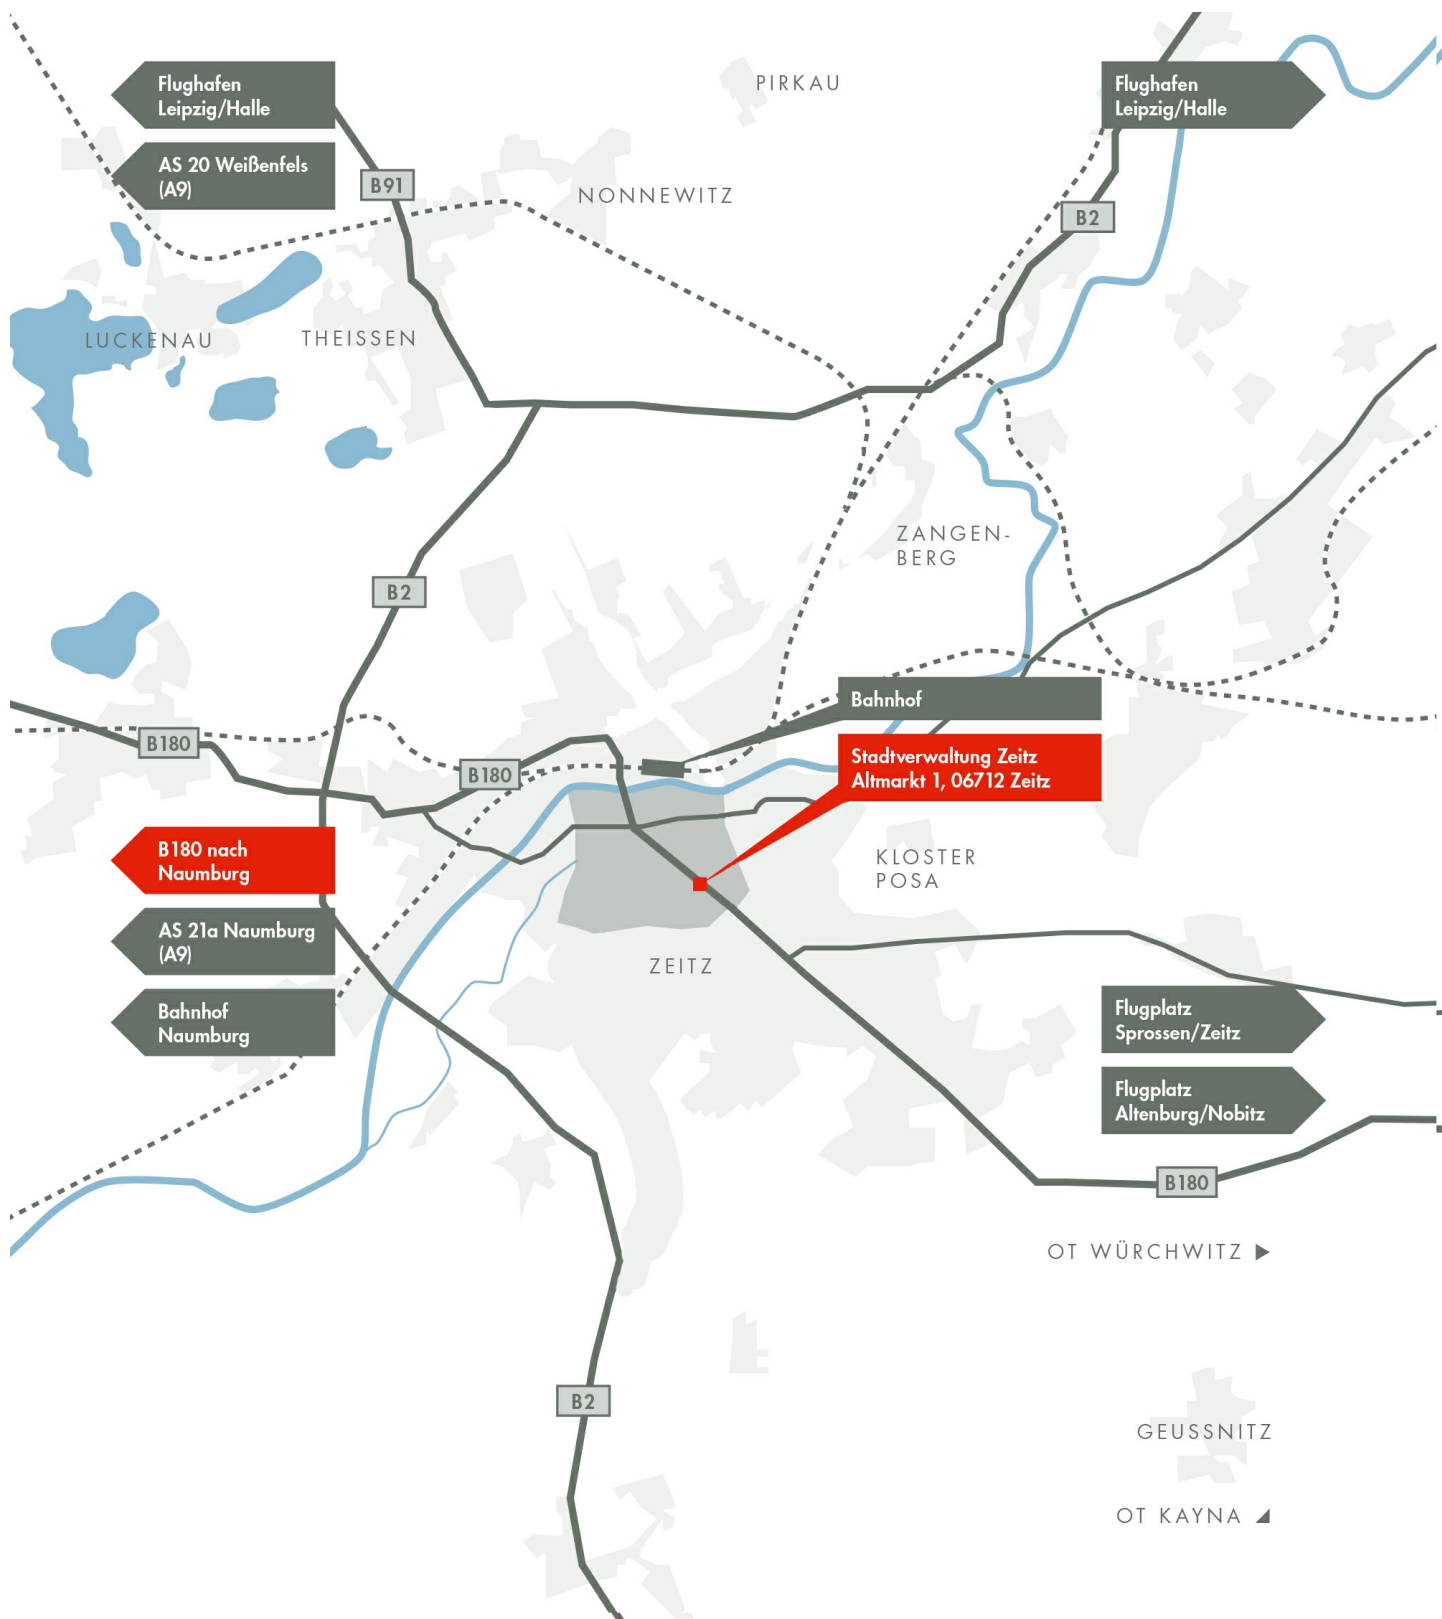 PIRKAU
Flughafen
Leipzig/Halle
Flughafen
Leipzig/Halle
AS 20 Weißenfels
(A9)
B91
NONNEWITZ
B2
LUCKENAU
THEISSEN
ZANGEN-
BERG
B2
Bahnhof
B180
B180
Stadtverwaltung Zeitz
Altmarkt 1, 06712 Zeitz
B180 nach
Naumburg
KLOSTER
POSA
AS 21a Naumburg
(A9)
ZEITZ
Bahnhof
Naumburg
Flugplatz
Sprossen/Zeitz
Flugplatz
Altenburg/Nobitz
B180
OT WÜRCHWITZ
B2
GEUSSNITZ
OT KAYNA